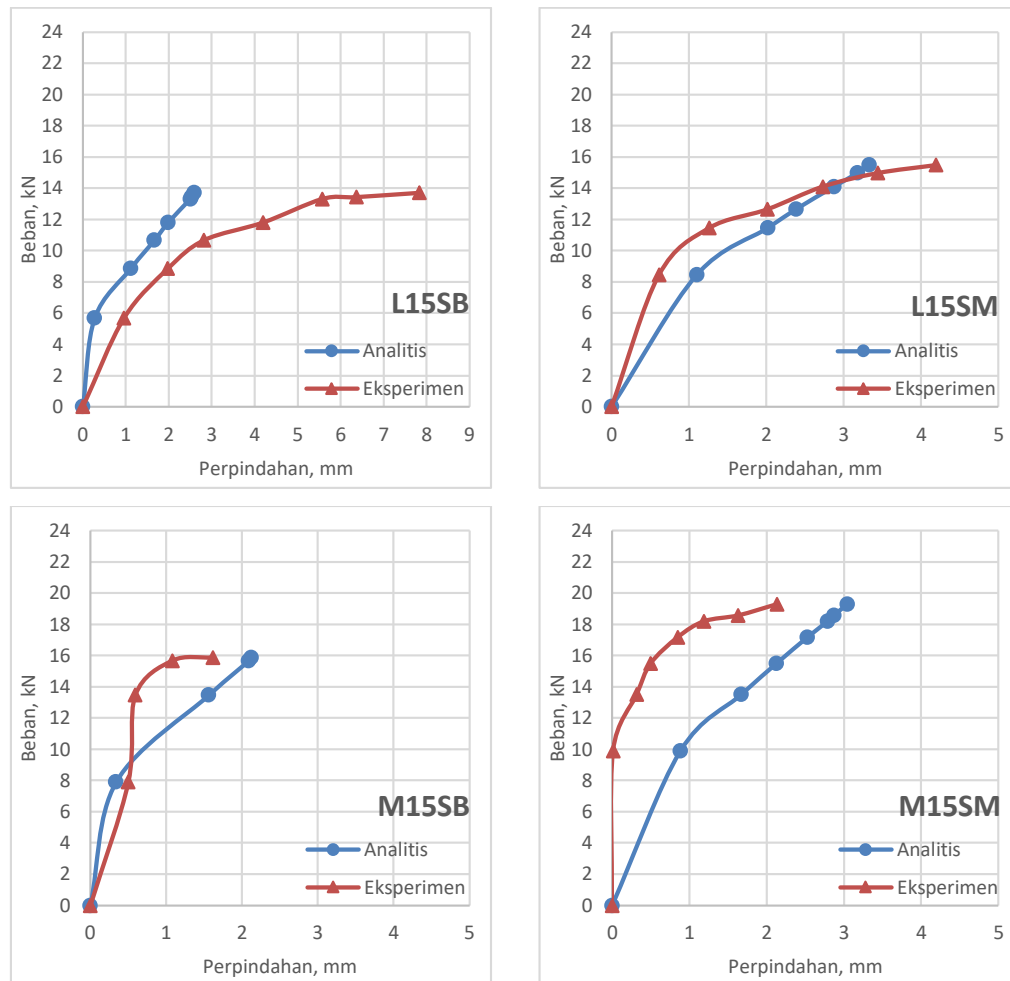 24
22
20
18
16
14
12
10
8
6
4
2
0
Beban, kN
L15SB
Analitis
Eksperimen
0 1 2 3 4 5 6 7 8 9
Perpindahan, mm
24
22
20
18
16
14
12
10
8
6
4
2
0
Beban, kN
L15SM
Analitis
Eksperimen
0 1 2 3 4 5
Perpindahan, mm
24
22
20
18
16
14
12
10
8
6
4
2
0
Beban, kN
M15SB
Analitis
Eksperimen
0 1 2 3 4 5
Perpindahan, mm
24
22
20
18
16
14
12
10
8
6
4
2
0
Beban, kN
M15SM
Analitis
Eksperimen
0 1 2 3 4 5
Perpindahan, mm